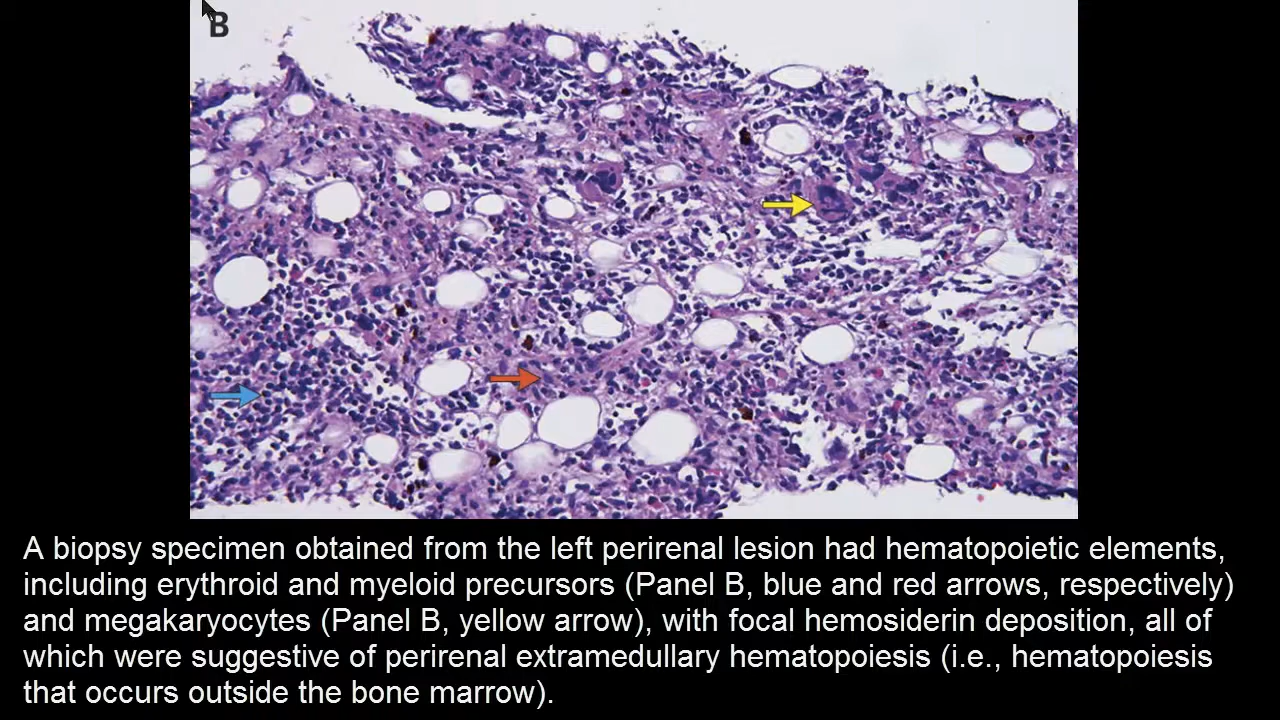 B
A biopsy specimen obtained from the left perirenal lesion had hematopoietic elements,
including erythroid and myeloid precursors (Panel B, blue and red arrows, respectively)
and megakaryocytes (Panel B, yellow arrow), with focal hemosiderin deposition, all of
which were suggestive of perirenal extramedullary hematopoiesis (i.e., hematopoiesis
that occurs outside the bone marrow).